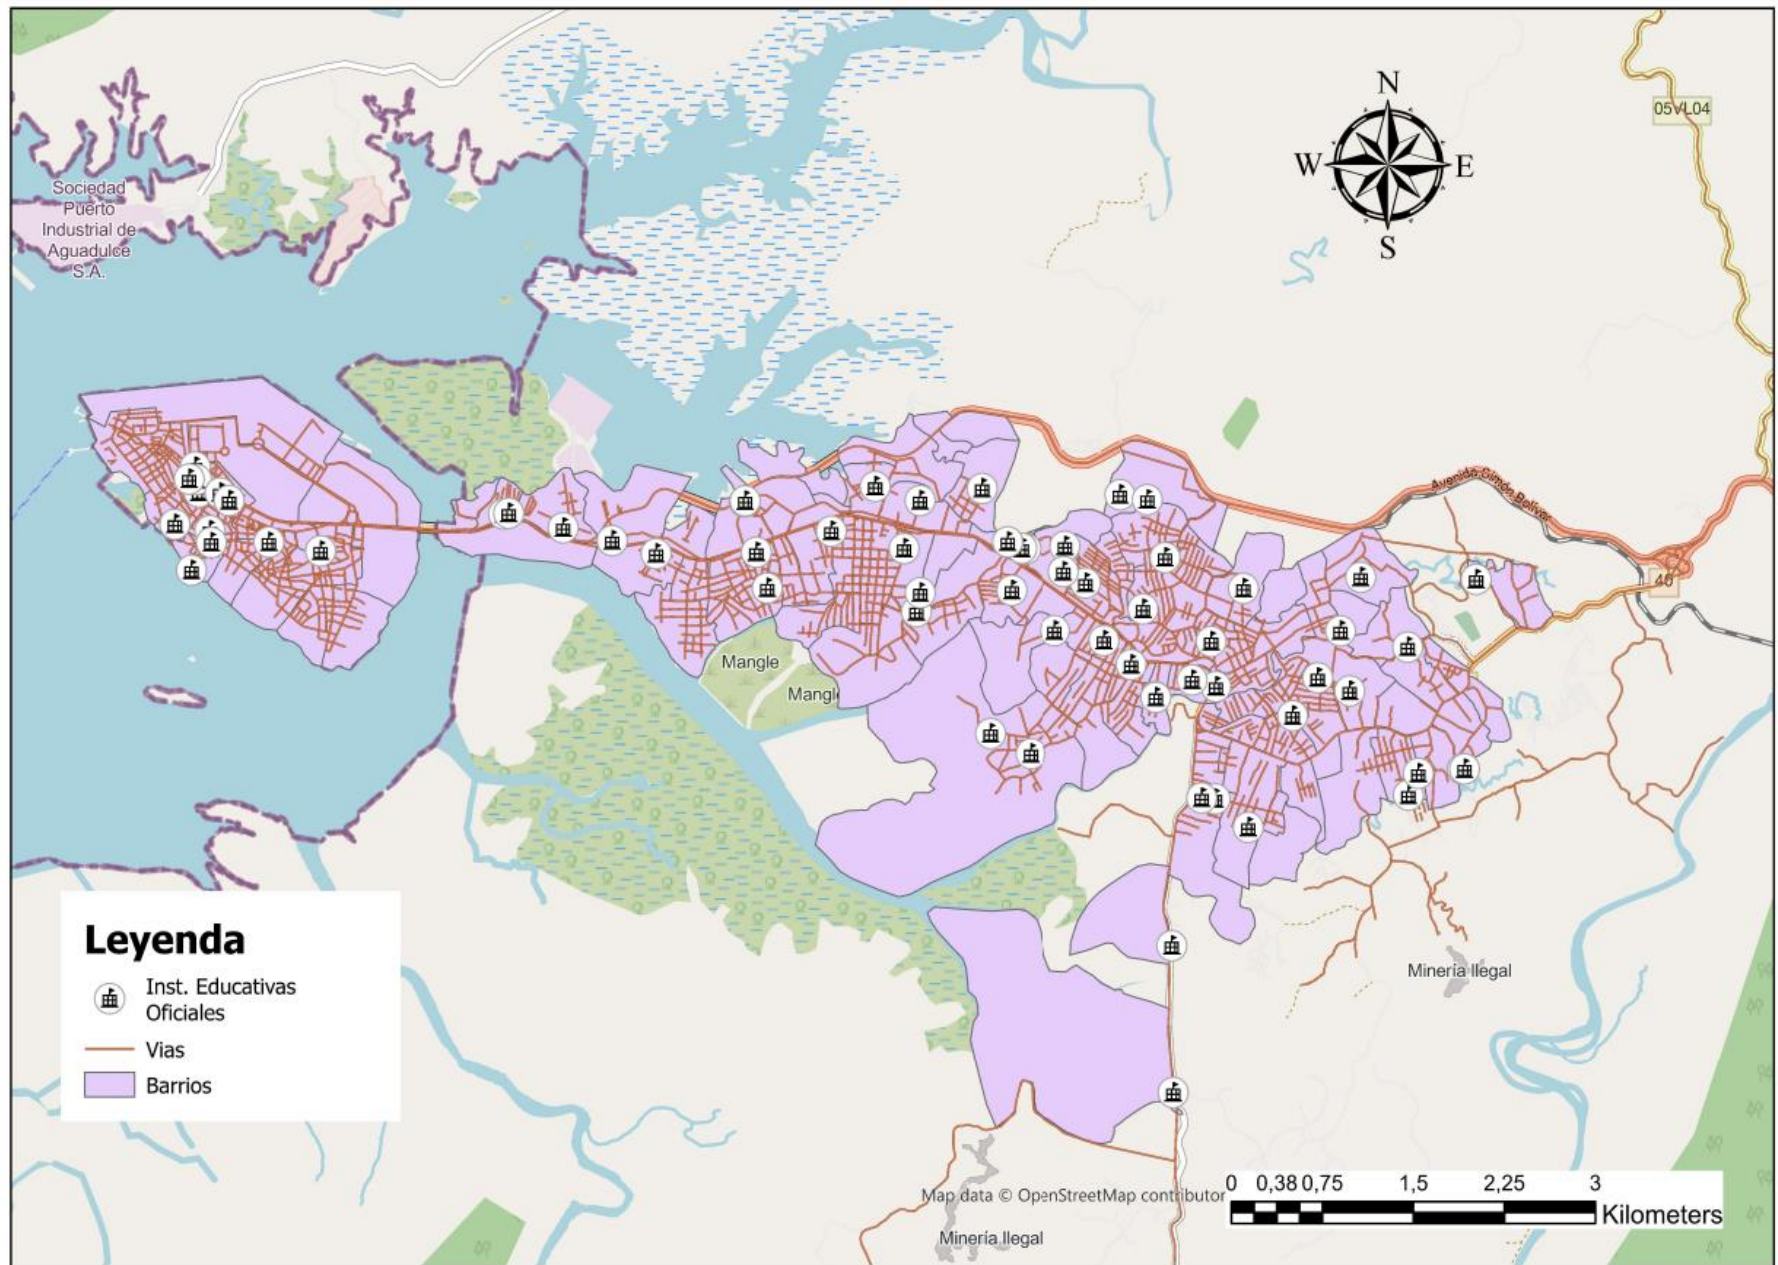 N
W E
S
05VL04
Sociedad
Puerto
Industrial de
Aguadulce
S.A.
Avenida Simón Bolívar
46
Mangle
Mangle
Leyenda
Inst. Educativas
Oficiales
Vias
Barrios
Minería Ilegal
Map data © OpenStreetMap contributor
0 0,38 0,75 1,5 2,25 3
Kilometers
Minería Ilegal